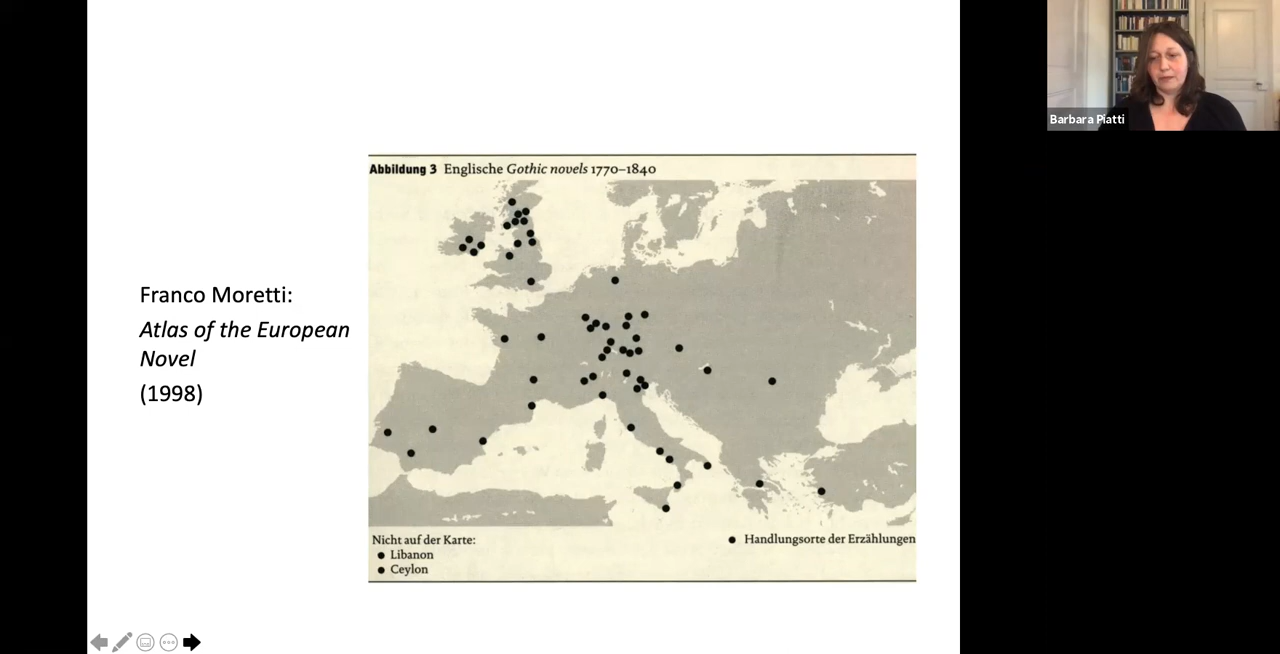 Barbara Piatti
Abbildung 3 Englische Gothic novels 1770–1840
Franco Moretti:
Atlas of the European
Novel
(1998)
Nicht auf der Karte:
Libanon
Ceylon
Handlungsorte der Erzählungen